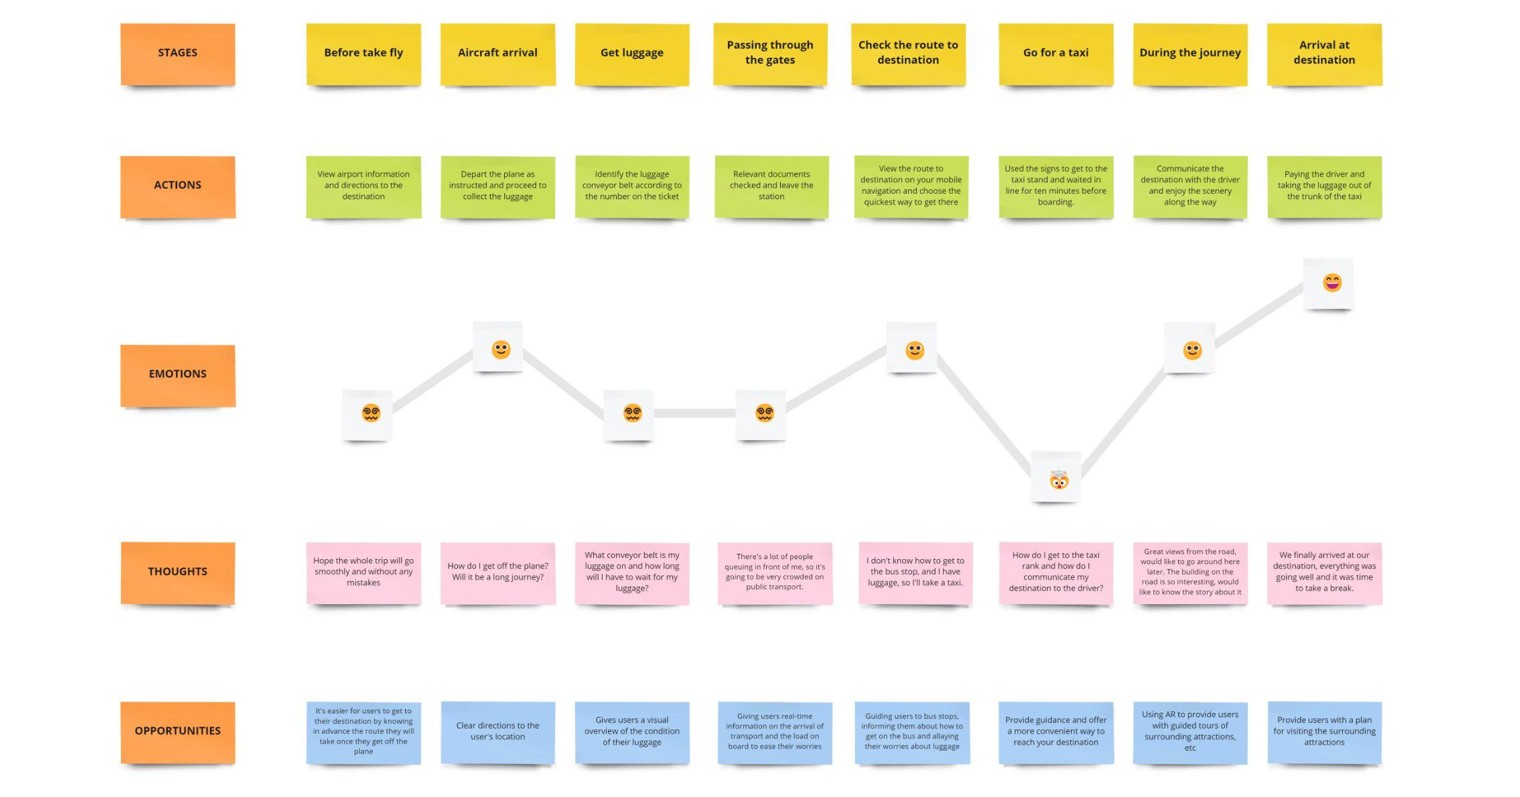 STAGES
Before take fly
Aircraft arrival
Get luggage
Passing through
the gates
Check the route to
destination
Go for a taxi
During the journey
Arrival at
destination
ACTIONS
View airport information
and directions to the
destination
Depart the plane as
instructed and proceed to
collect the luggage
Identify the luggage
conveyor belt according to
the number on the ticket
Relevant documents
checked and leave the
station
View the route to
destination on your mobile
navigation and choose the
quickest way to get there
Used the signs to get to the
taxi stand and waited in
line for ten minutes before
boarding.
Communicate the
destination with the driver
and enjoy the scenery
along the way
Paying the driver and
taking the luggage out of
the trunk of the taxi
EMOTIONS
THOUGHTS
Hope the whole trip will go
smoothly and without any
mistakes
How do I get off the plane?
Will it be a long journey?
What conveyor belt is my
luggage on and how long
will I have to wait for my
luggage?
There's a lot of people
queuing in front of me, so it's
going to be very crowded on
public transport.
I don't know how to get to
the bus stop, and I have
luggage, so I'll take a taxi.
How do I get to the taxi
rank and how do I
communicate my
destination to the driver?
Great views from the road,
would like to go around here
later. The building on the
road is so interesting, would
like to know the story about it
We finally arrived at our
destination, everything was
going well and it was time
to take a break.
OPPORTUNITIES
It's easier for users to get to
their destination by knowing
in advance the route they will
take once they get off the
plane
Clear directions to the
user's location
Gives users a visual
overview of the condition
of their luggage
Giving users real-time
information on the arrival of
transport and the load on
board to ease their worries
Guiding users to bus stops,
informing them about how to
get on the bus and allaying
their worries about luggage
Provide guidance and offer
a more convenient way to
reach your destination
Using AR to provide users
with guided tours of
surrounding attractions,
etc
Provide users with a plan
for visiting the surrounding
attractions